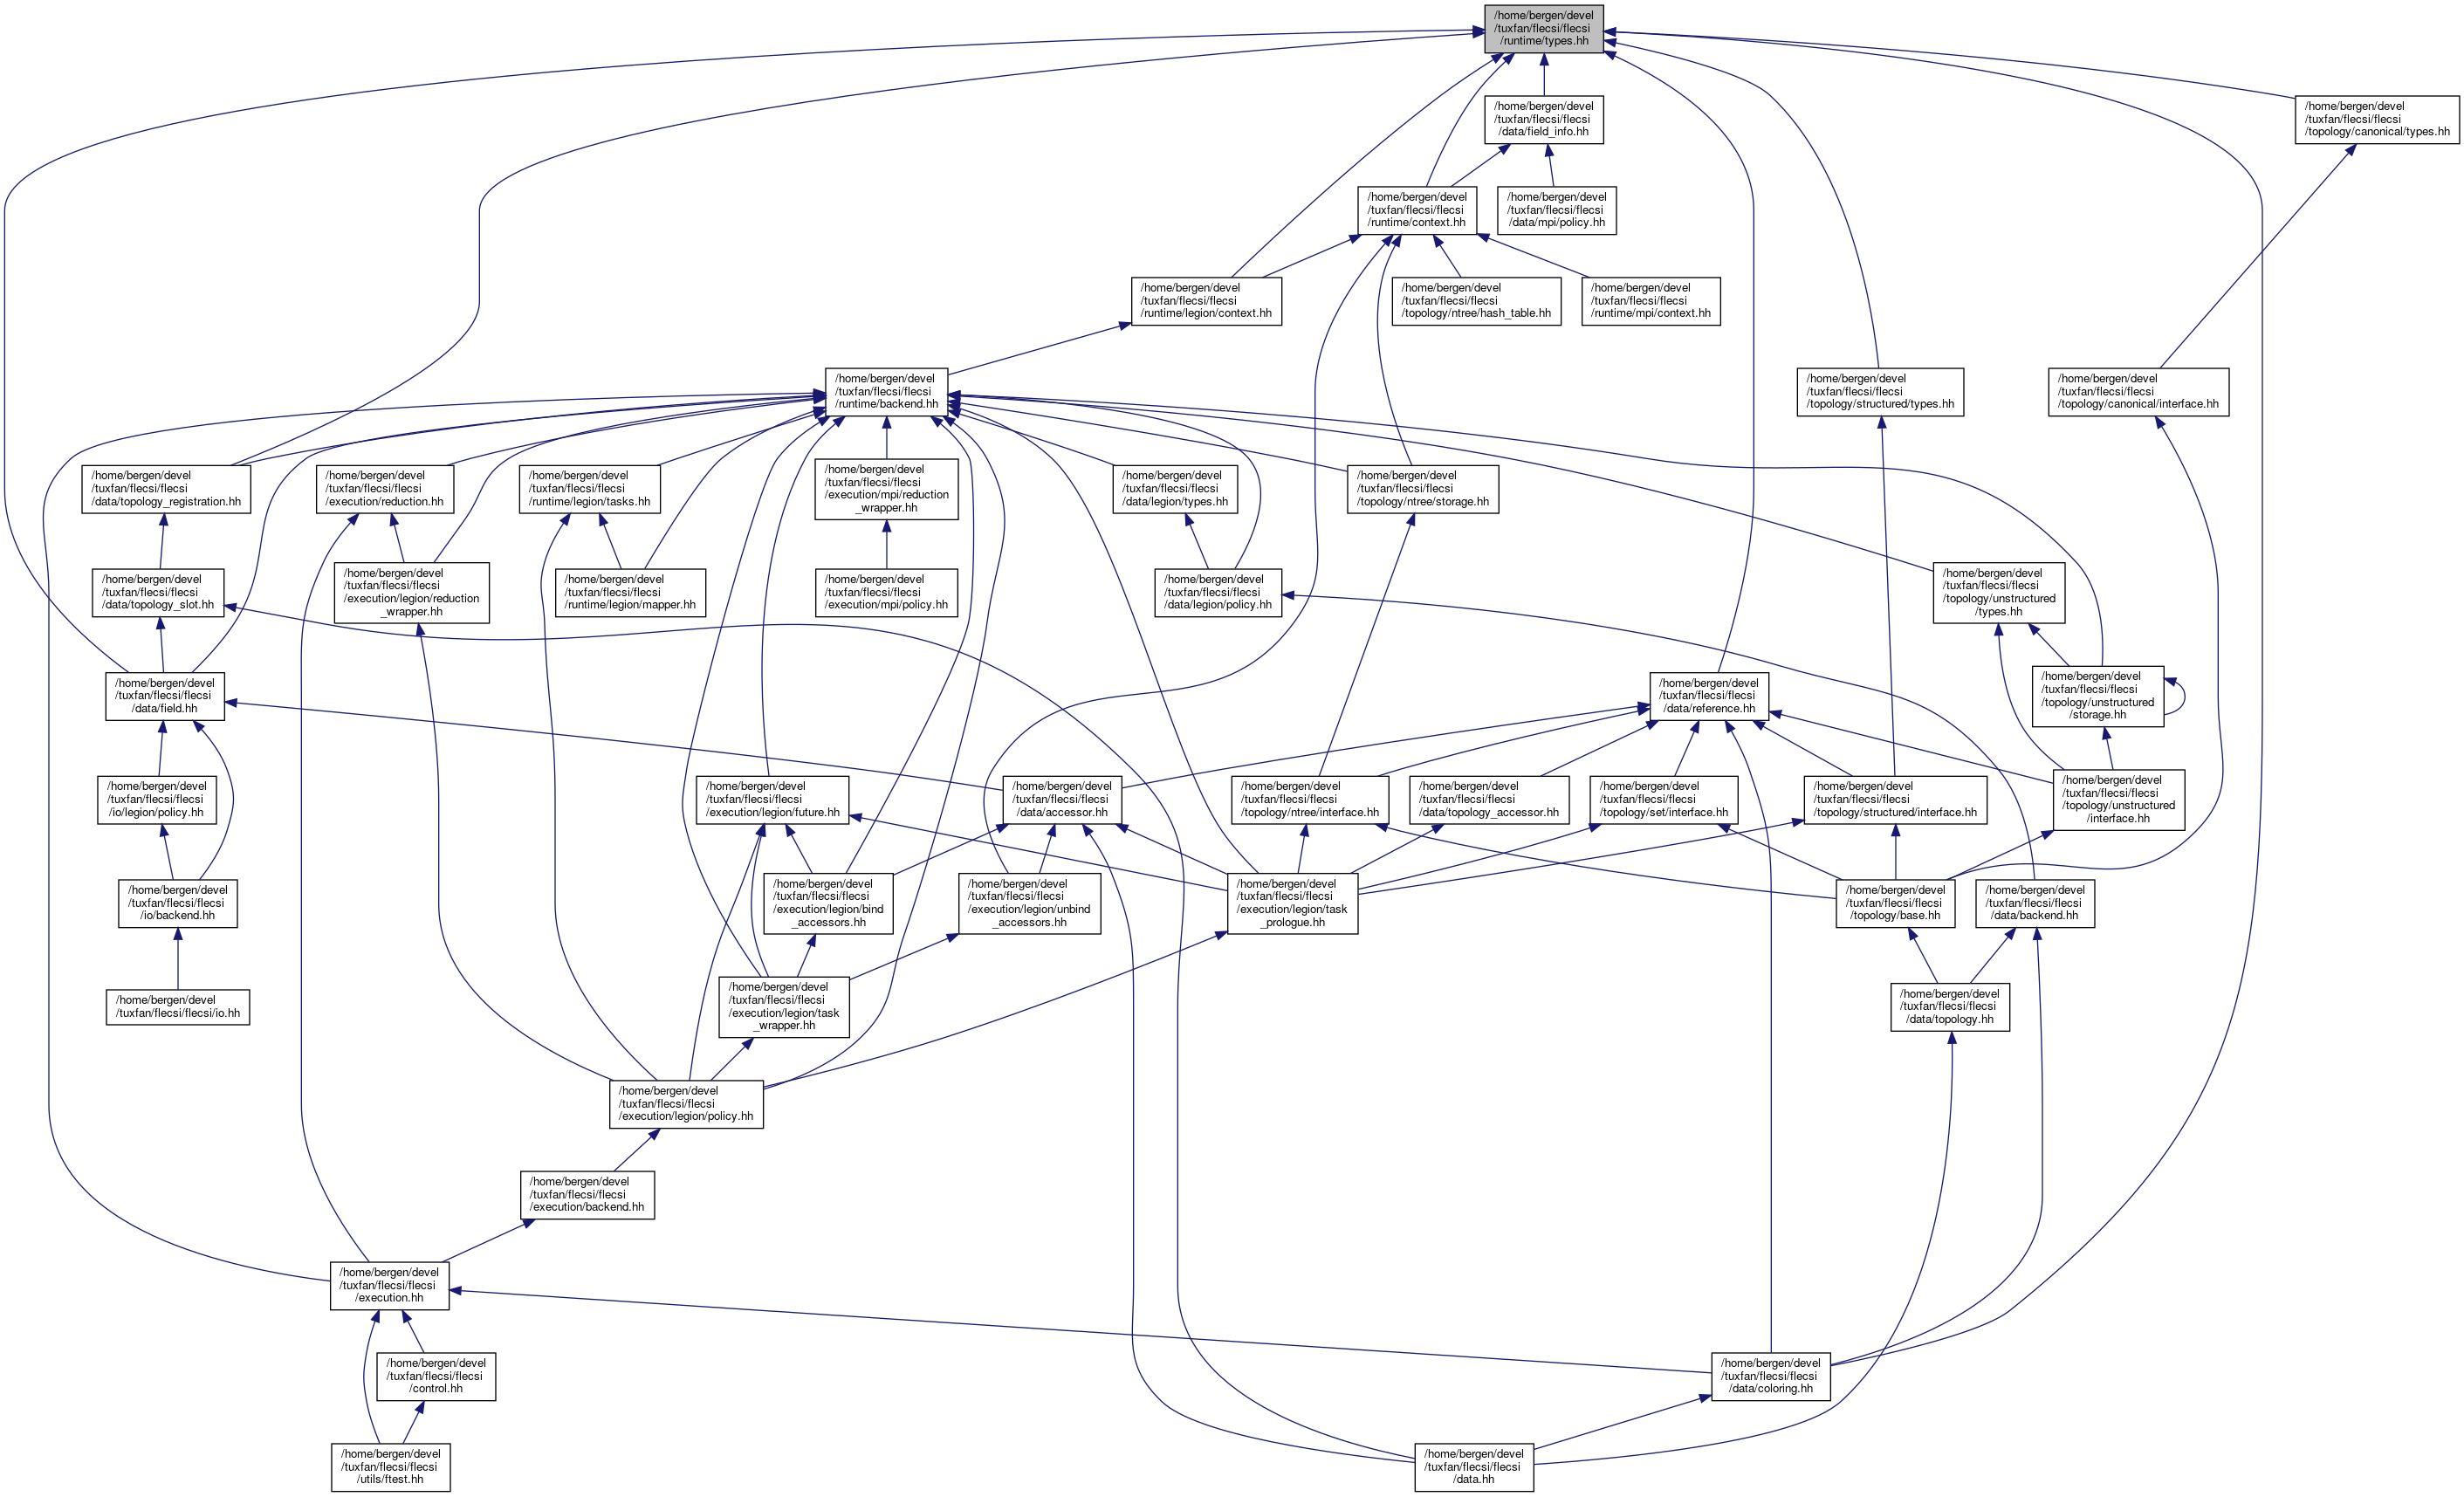 /home/bergen/devel
/tuxfan/flecsi/flecsi
/runtime/types.hh
/home/bergen/devel
/tuxfan/flecsi/flecsi
/data/field_info.hh
/home/bergen/devel
/tuxfan/flecsi/flecsi
/topology/canonical/types.hh
/home/bergen/devel
/tuxfan/flecsi/flecsi
/runtime/context.hh
/home/bergen/devel
/tuxfan/flecsi/flecsi
/data/mpi/policy.hh
/home/bergen/devel
/tuxfan/flecsi/flecsi
/runtime/legion/context.hh
/home/bergen/devel
/tuxfan/flecsi/flecsi
/topology/ntree/hash_table.hh
/home/bergen/devel
/tuxfan/flecsi/flecsi
/runtime/mpi/context.hh
/home/bergen/devel
/tuxfan/flecsi/flecsi
/runtime/backend.hh
/home/bergen/devel
/tuxfan/flecsi/flecsi
/topology/structured/types.hh
/home/bergen/devel
/tuxfan/flecsi/flecsi
/topology/canonical/interface.hh
/home/bergen/devel
/tuxfan/flecsi/flecsi
/data/topology_registration.hh
/home/bergen/devel
/tuxfan/flecsi/flecsi
/execution/reduction.hh
/home/bergen/devel
/tuxfan/flecsi/flecsi
/runtime/legion/tasks.hh
/home/bergen/devel
/tuxfan/flecsi/flecsi
/execution/mpi/reduction
_wrapper.hh
/home/bergen/devel
/tuxfan/flecsi/flecsi
/data/legion/types.hh
/home/bergen/devel
/tuxfan/flecsi/flecsi
/topology/ntree/storage.hh
/home/bergen/devel
/tuxfan/flecsi/flecsi
/data/topology_slot.hh
/home/bergen/devel
/tuxfan/flecsi/flecsi
/execution/legion/reduction
_wrapper.hh
/home/bergen/devel
/tuxfan/flecsi/flecsi
/runtime/legion/mapper.hh
/home/bergen/devel
/tuxfan/flecsi/flecsi
/execution/mpi/policy.hh
/home/bergen/devel
/tuxfan/flecsi/flecsi
/data/legion/policy.hh
/home/bergen/devel
/tuxfan/flecsi/flecsi
/topology/unstructured
/types.hh
/home/bergen/devel
/tuxfan/flecsi/flecsi
/data/field.hh
/home/bergen/devel
/tuxfan/flecsi/flecsi
/data/reference.hh
/home/bergen/devel
/tuxfan/flecsi/flecsi
/topology/unstructured
/storage.hh
/home/bergen/devel
/tuxfan/flecsi/flecsi
/io/legion/policy.hh
/home/bergen/devel
/tuxfan/flecsi/flecsi
/execution/legion/future.hh
/home/bergen/devel
/tuxfan/flecsi/flecsi
/data/accessor.hh
/home/bergen/devel
/tuxfan/flecsi/flecsi
/topology/ntree/interface.hh
/home/bergen/devel
/tuxfan/flecsi/flecsi
/data/topology_accessor.hh
/home/bergen/devel
/tuxfan/flecsi/flecsi
/topology/set/interface.hh
/home/bergen/devel
/tuxfan/flecsi/flecsi
/topology/structured/interface.hh
/home/bergen/devel
/tuxfan/flecsi/flecsi
/topology/unstructured
/interface.hh
/home/bergen/devel
/tuxfan/flecsi/flecsi
/io/backend.hh
/home/bergen/devel
/tuxfan/flecsi/flecsi
/execution/legion/bind
_accessors.hh
/home/bergen/devel
/tuxfan/flecsi/flecsi
/execution/legion/unbind
_accessors.hh
/home/bergen/devel
/tuxfan/flecsi/flecsi
/execution/legion/task
_prologue.hh
/home/bergen/devel
/tuxfan/flecsi/flecsi
/topology/base.hh
/home/bergen/devel
/tuxfan/flecsi/flecsi
/data/backend.hh
/home/bergen/devel
/tuxfan/flecsi/flecsi/io.hh
/home/bergen/devel
/tuxfan/flecsi/flecsi
/execution/legion/task
_wrapper.hh
/home/bergen/devel
/tuxfan/flecsi/flecsi
/data/topology.hh
/home/bergen/devel
/tuxfan/flecsi/flecsi
/execution/legion/policy.hh
/home/bergen/devel
/tuxfan/flecsi/flecsi
/execution/backend.hh
/home/bergen/devel
/tuxfan/flecsi/flecsi
/execution.hh
/home/bergen/devel
/tuxfan/flecsi/flecsi
/control.hh
/home/bergen/devel
/tuxfan/flecsi/flecsi
/data/coloring.hh
/home/bergen/devel
/tuxfan/flecsi/flecsi
/utils/ftest.hh
/home/bergen/devel
/tuxfan/flecsi/flecsi
/data.hh